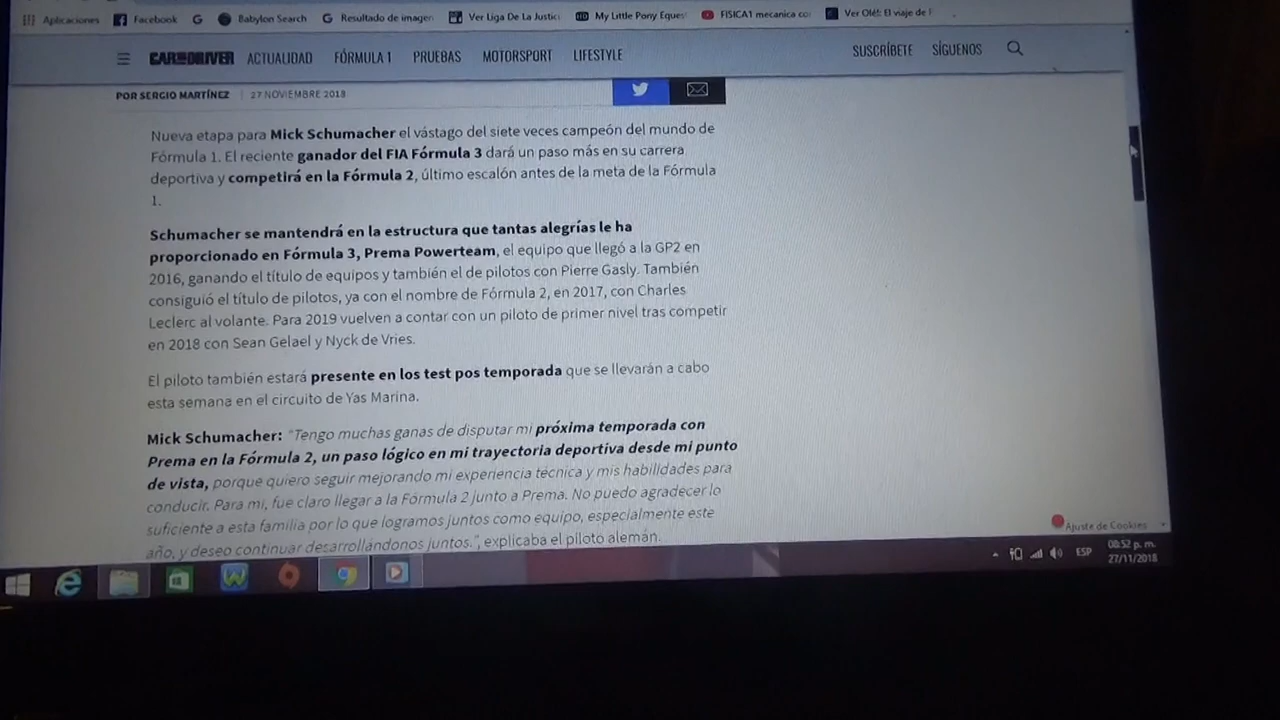 Aplicaciones Facebook G Babylon Search G Resultado de imagen Ver Liga De La Justici My Little Pony Equest FISICA1 mecanica co Ver Olé!: El viaje de F
CAR AND DRIVER ACTUALIDAD FÓRMULA 1 PRUEBAS MOTORSPORT LIFESTYLE SUSCRÍBETE SÍGUENOS
POR SERGIO MARTÍNEZ | 27 NOVIEMBRE 2018
Nueva etapa para Mick Schumacher el vástago del siete veces campeón del mundo de
Fórmula 1. El reciente ganador del FIA Fórmula 3 dará un paso más en su carrera
deportiva y competirá en la Fórmula 2, último escalón antes de la meta de la Fórmula
1.
Schumacher se mantendrá en la estructura que tantas alegrías le ha
proporcionado en Fórmula 3, Prema Powerteam, el equipo que llegó a la GP2 en
2016, ganando el título de equipos y también el de pilotos con Pierre Gasly. También
consiguió el título de pilotos, ya con el nombre de Fórmula 2, en 2017, con Charles
Leclerc al volante. Para 2019 vuelven a contar con un piloto de primer nivel tras competir
en 2018 con Sean Gelael y Nyck de Vries.
El piloto también estará presente en los test pos temporada que se llevarán a cabo
esta semana en el circuito de Yas Marina.
Mick Schumacher: "Tengo muchas ganas de disputar mi próxima temporada con
Prema en la Fórmula 2, un paso lógico en mi trayectoria deportiva desde mi punto
de vista, porque quiero seguir mejorando mi experiencia técnica y mis habilidades para
conducir. Para mi, fue claro llegar a la Fórmula 2 junto a Prema. No puedo agradecer lo
suficiente a esta familia por lo que logramos juntos como equipo, especialmente este
año, y deseo continuar desarrollándonos juntos.", explicaba el piloto alemán.
Ajuste de Cookies
ESP 08:52 p. m.
27/11/2018